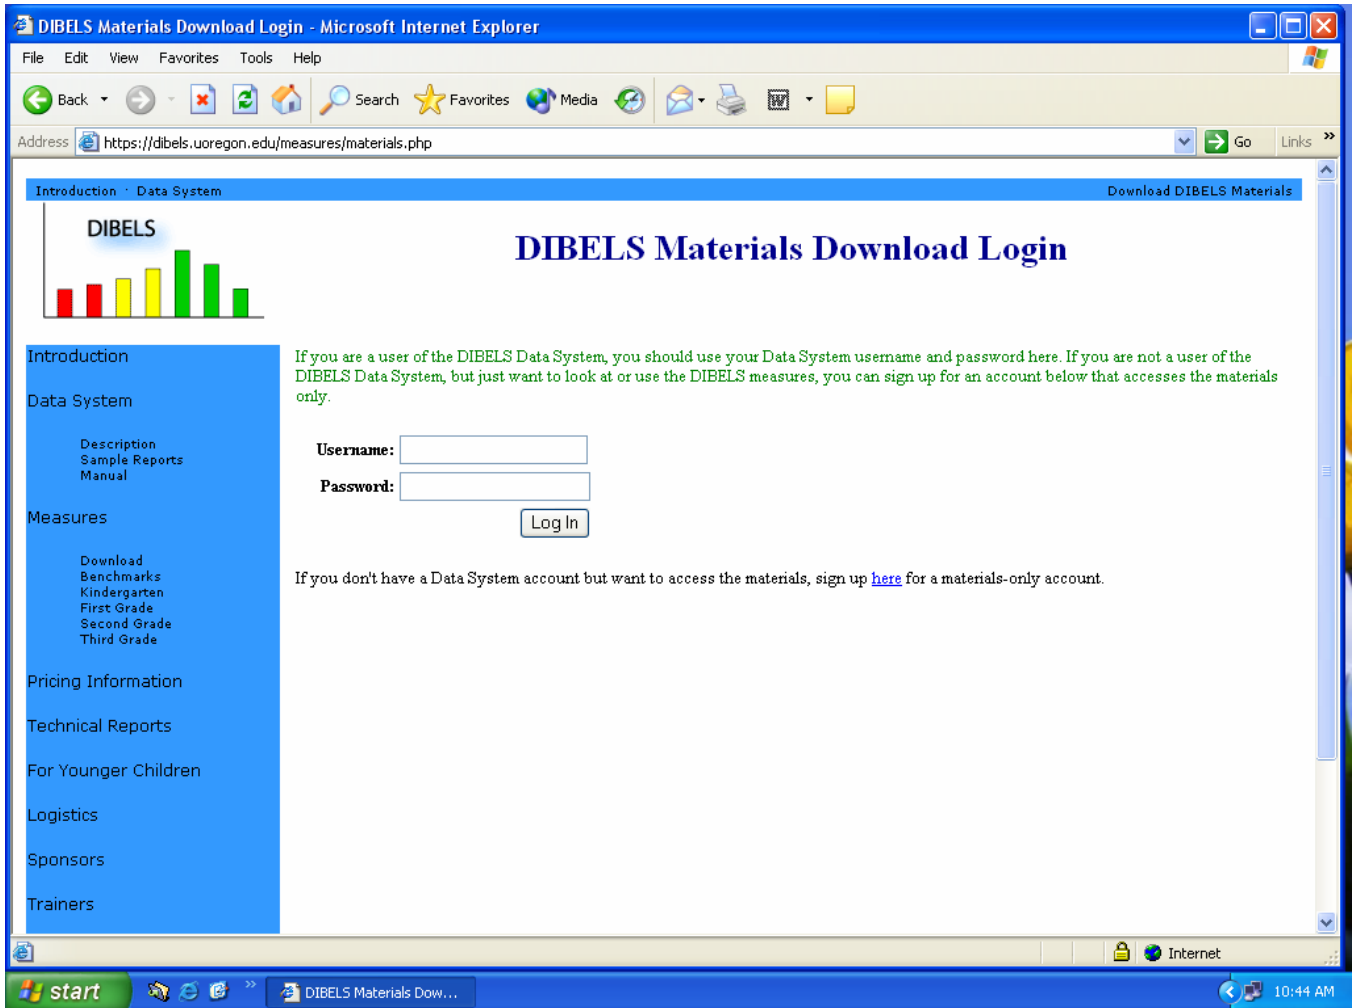 DIBELS Materials Download Login - Microsoft Internet Explorer
File Edit View Favorites Tools Help
Back Search Favorites Media
Address https://dibels.uoregon.edu/measures/materials.php Go Links »
Introduction · Data System Download DIBELS Materials
DIBELS
DIBELS Materials Download Login
Introduction
Data System
Description
Sample Reports
Manual
Measures
Download
Benchmarks
Kindergarten
First Grade
Second Grade
Third Grade
Pricing Information
Technical Reports
For Younger Children
Logistics
Sponsors
Trainers
If you are a user of the DIBELS Data System, you should use your Data System username and password here. If you are not a user of the
DIBELS Data System, but just want to look at or use the DIBELS measures, you can sign up for an account below that accesses the materials
only.
Username:
Password:
Log In
If you don't have a Data System account but want to access the materials, sign up here for a materials-only account.
Internet
start » DIBELS Materials Dow... 10:44 AM